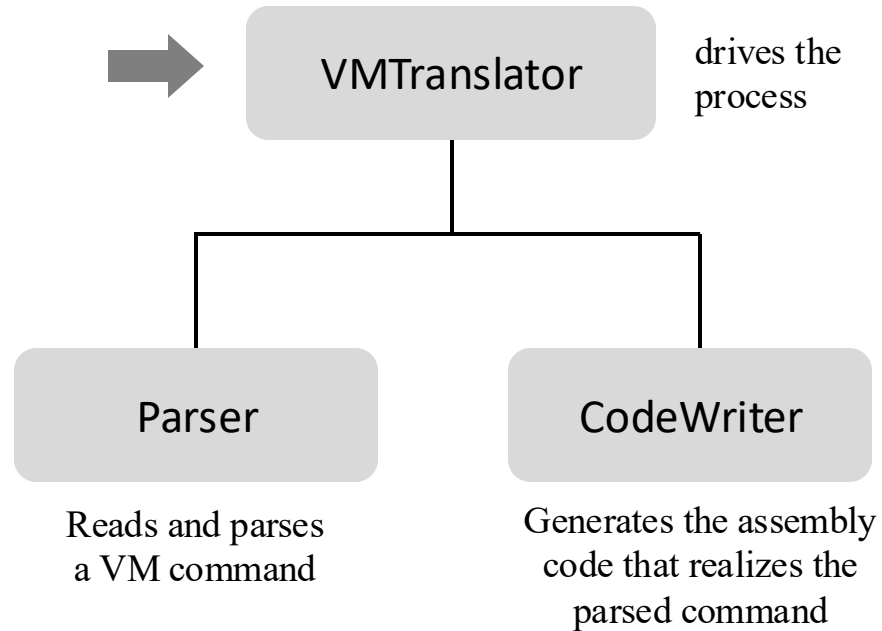 VMTranslator
drives the
process
Parser
CodeWriter
Reads and parses
a VM command
Generates the assembly
code that realizes the
parsed command